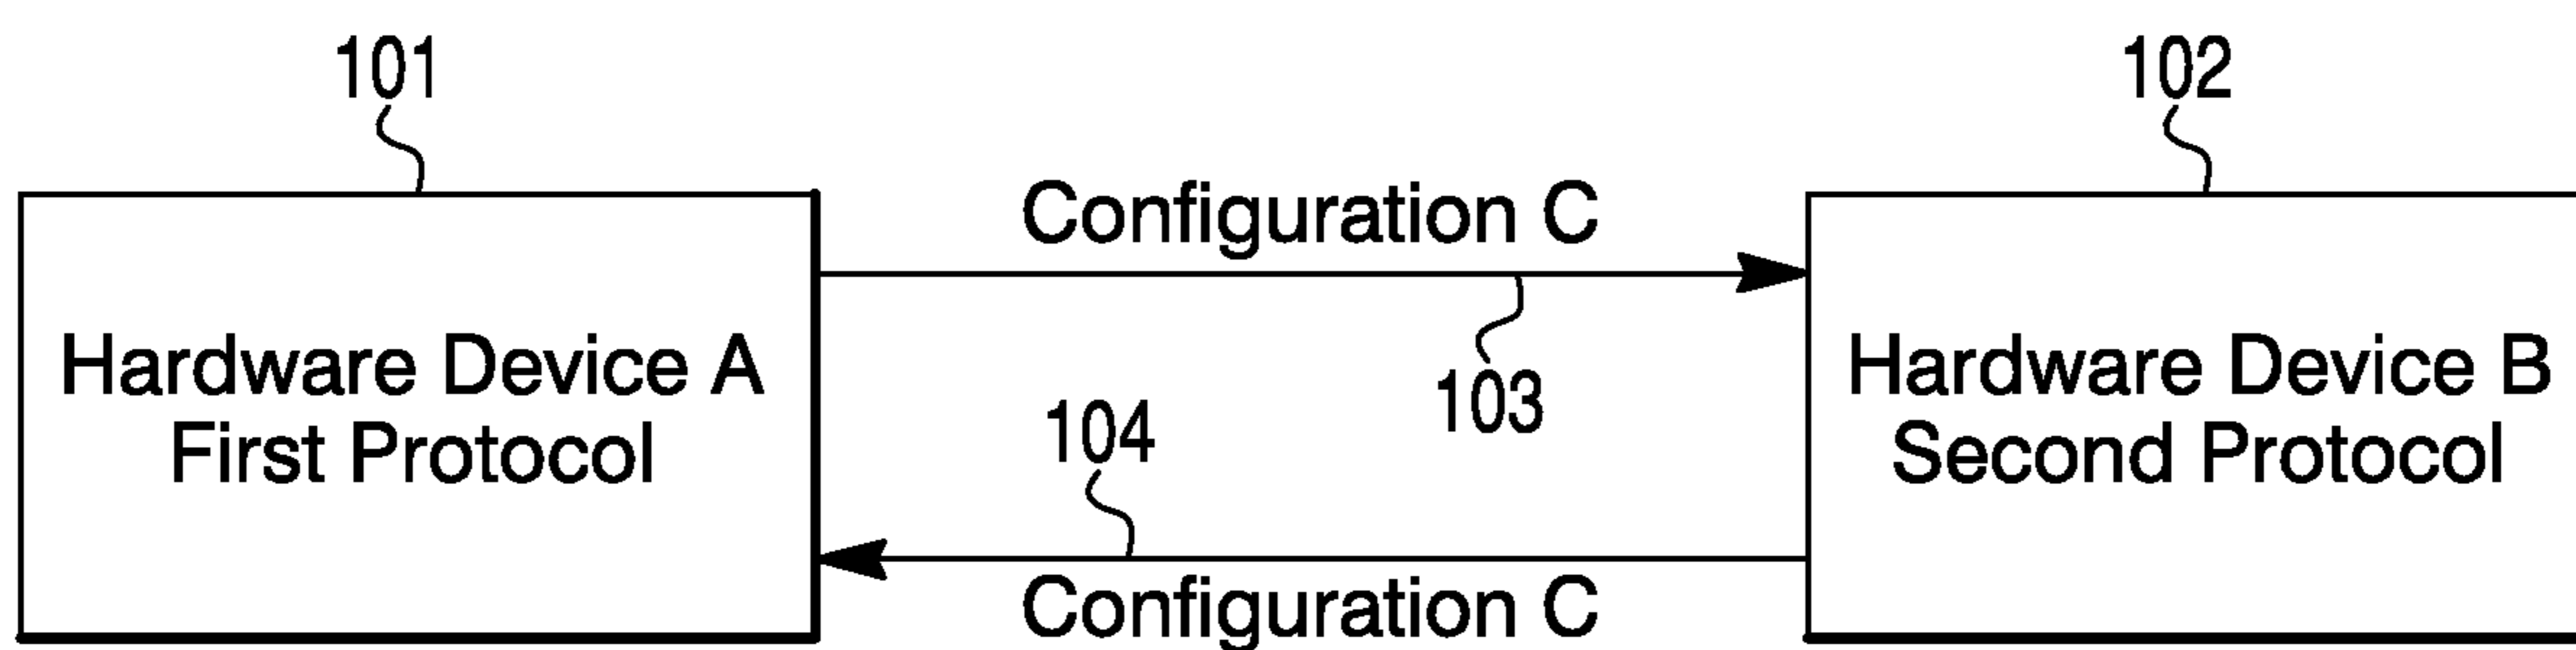 101
102
Configuration C
Hardware Device A
First Protocol
103
Hardware Device B
Second Protocol
104
Configuration C